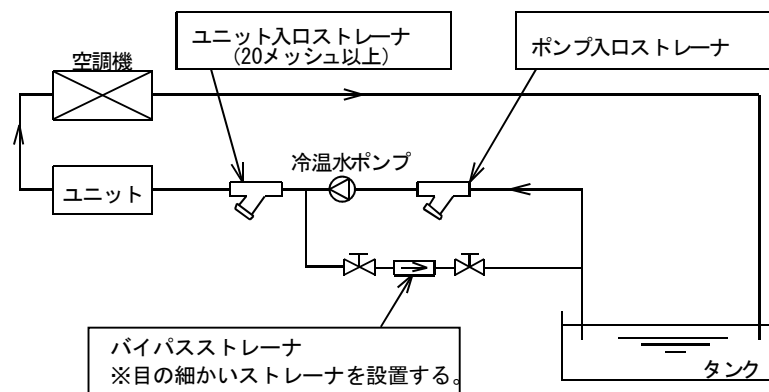 ユニット入口ストレーナ
(20メッシュ以上)
ポンプ入口ストレーナ
空調機
冷温水ポンプ
ユニット
バイパスストレーナ
※目の細かいストレーナを設置する。
タンク